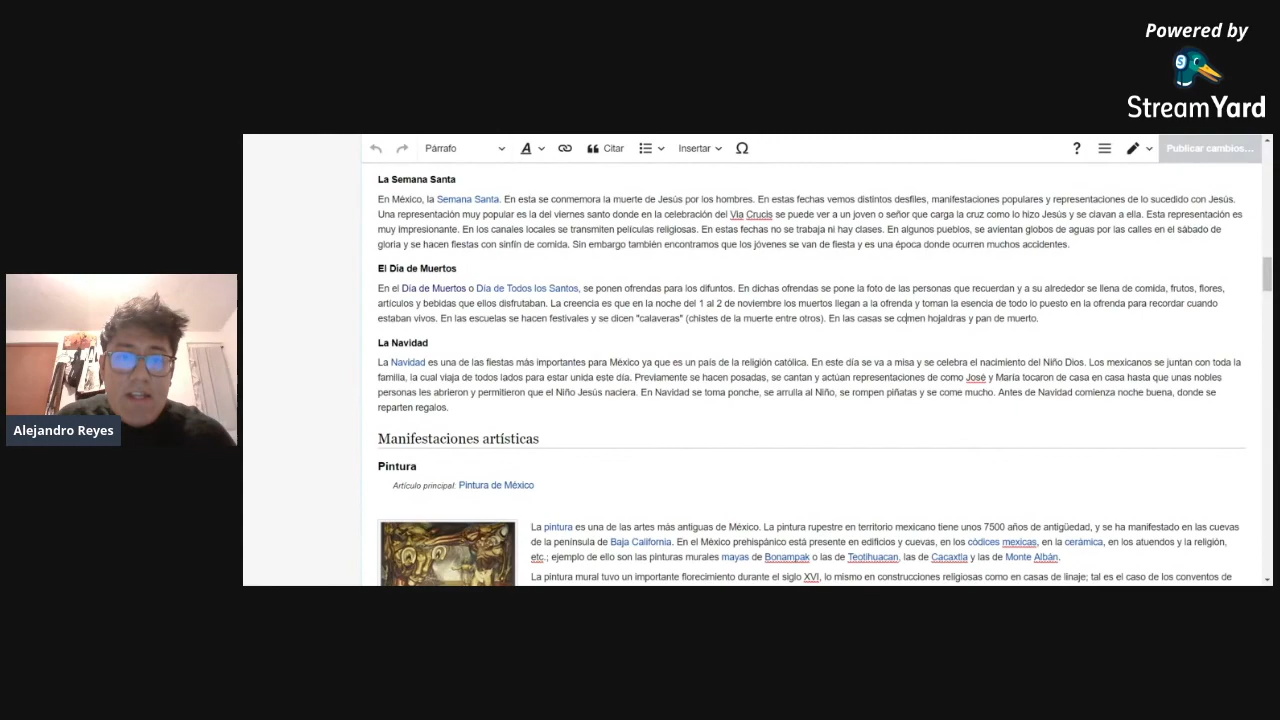 Powered by
StreamYard
Párrafo
A
Citar
Insertar
Ω
?
Publicar cambios...
La Semana Santa
En México, la Semana Santa. En esta se conmemora la muerte de Jesús por los hombres. En estas fechas vemos distintos desfiles, manifestaciones populares y representaciones de lo sucedido con Jesús.
Una representación muy popular es la del viernes santo donde en la celebración del Via Crucis se puede ver a un joven o señor que carga la cruz como lo hizo Jesús y se clavan a ella. Esta representación es
muy impresionante. En los canales locales se transmiten películas religiosas. En estas fechas no se trabaja ni hay clases. En algunos pueblos, se avientan globos de aguas por las calles en el sábado de
gloria y se hacen fiestas con sinfín de comida. Sin embargo también encontramos que los jóvenes se van de fiesta y es una época donde ocurren muchos accidentes.
El Día de Muertos
En el Día de Muertos o Día de Todos los Santos, se ponen ofrendas para los difuntos. En dichas ofrendas se pone la foto de las personas que recuerdan y a su alrededor se llena de comida, frutas, flores,
artículos y bebidas que ellos disfrutaban. La creencia es que en la noche del 1 al 2 de noviembre los muertos llegan a la ofrenda y toman la esencia de todo lo puesto en la ofrenda para recordar cuando
estaban vivos. En las escuelas se hacen festivales y se dicen "calaveras" (chistes de la muerte entre otros). En las casas se comen hojaldras y pan de muerto.
La Navidad
La Navidad es una de las fiestas más importantes para México ya que es un país de la religión católica. En este día se va a misa y se celebra el nacimiento del Niño Dios. Los mexicanos se juntan con toda la
familia, la cual viaja de todos lados para estar unida este día. Previamente se hacen posadas, se cantan y actúan representaciones de como José y María tocaron de casa en casa hasta que unas nobles
personas les abrieron y permitieron que el Niño Jesús naciera. En Navidad se toma ponche, se arrulla al Niño, se rompen piñatas y se come mucho. Antes de Navidad comienza noche buena, donde se
reparten regalos.
Manifestaciones artísticas
Pintura
Artículo principal: Pintura de México
La pintura es una de las artes más antiguas de México. La pintura rupestre en territorio mexicano tiene unos 7500 años de antigüedad, y se ha manifestado en las cuevas
de la península de Baja California. En el México prehispánico está presente en edificios y cuevas, en los códices mexicas, en la cerámica, en los atuendos y la religión,
etc.; ejemplo de ello son las pinturas murales mayas de Bonampak o las de Teotihuacan, las de Cacaxtla y las de Monte Albán.
La pintura mural tuvo un importante florecimiento durante el siglo XVI, lo mismo en construcciones religiosas como en casas de linaje; tal es el caso de los conventos de
Alejandro Reyes